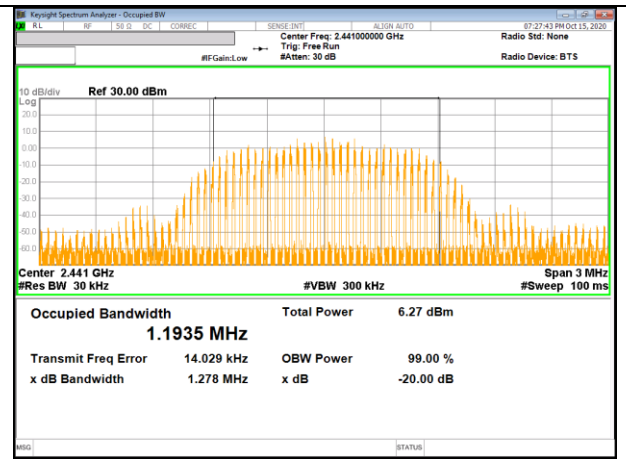 Keysight Spectrum Analyzer - Occupied BW
RL RF 50 Ω DC CORREC SENSE:INT ALIGN AUTO 07:27:43 PM Oct 15, 2020
Center Freq: 2.441000000 GHz Radio Std: None
Trig: Free Run
#IFGain:Low #Atten: 30 dB Radio Device: BTS
10 dB/div Ref 30.00 dBm
Log
20.0
10.0
0.00
-10.0
-20.0
-30.0
-40.0
-50.0
-60.0
Center 2.441 GHz Span 3 MHz
#Res BW 30 kHz #VBW 300 kHz #Sweep 100 ms
Occupied Bandwidth Total Power 6.27 dBm
1.1935 MHz
Transmit Freq Error 14.029 kHz OBW Power 99.00 %
x dB Bandwidth 1.278 MHz x dB -20.00 dB
MSG STATUS